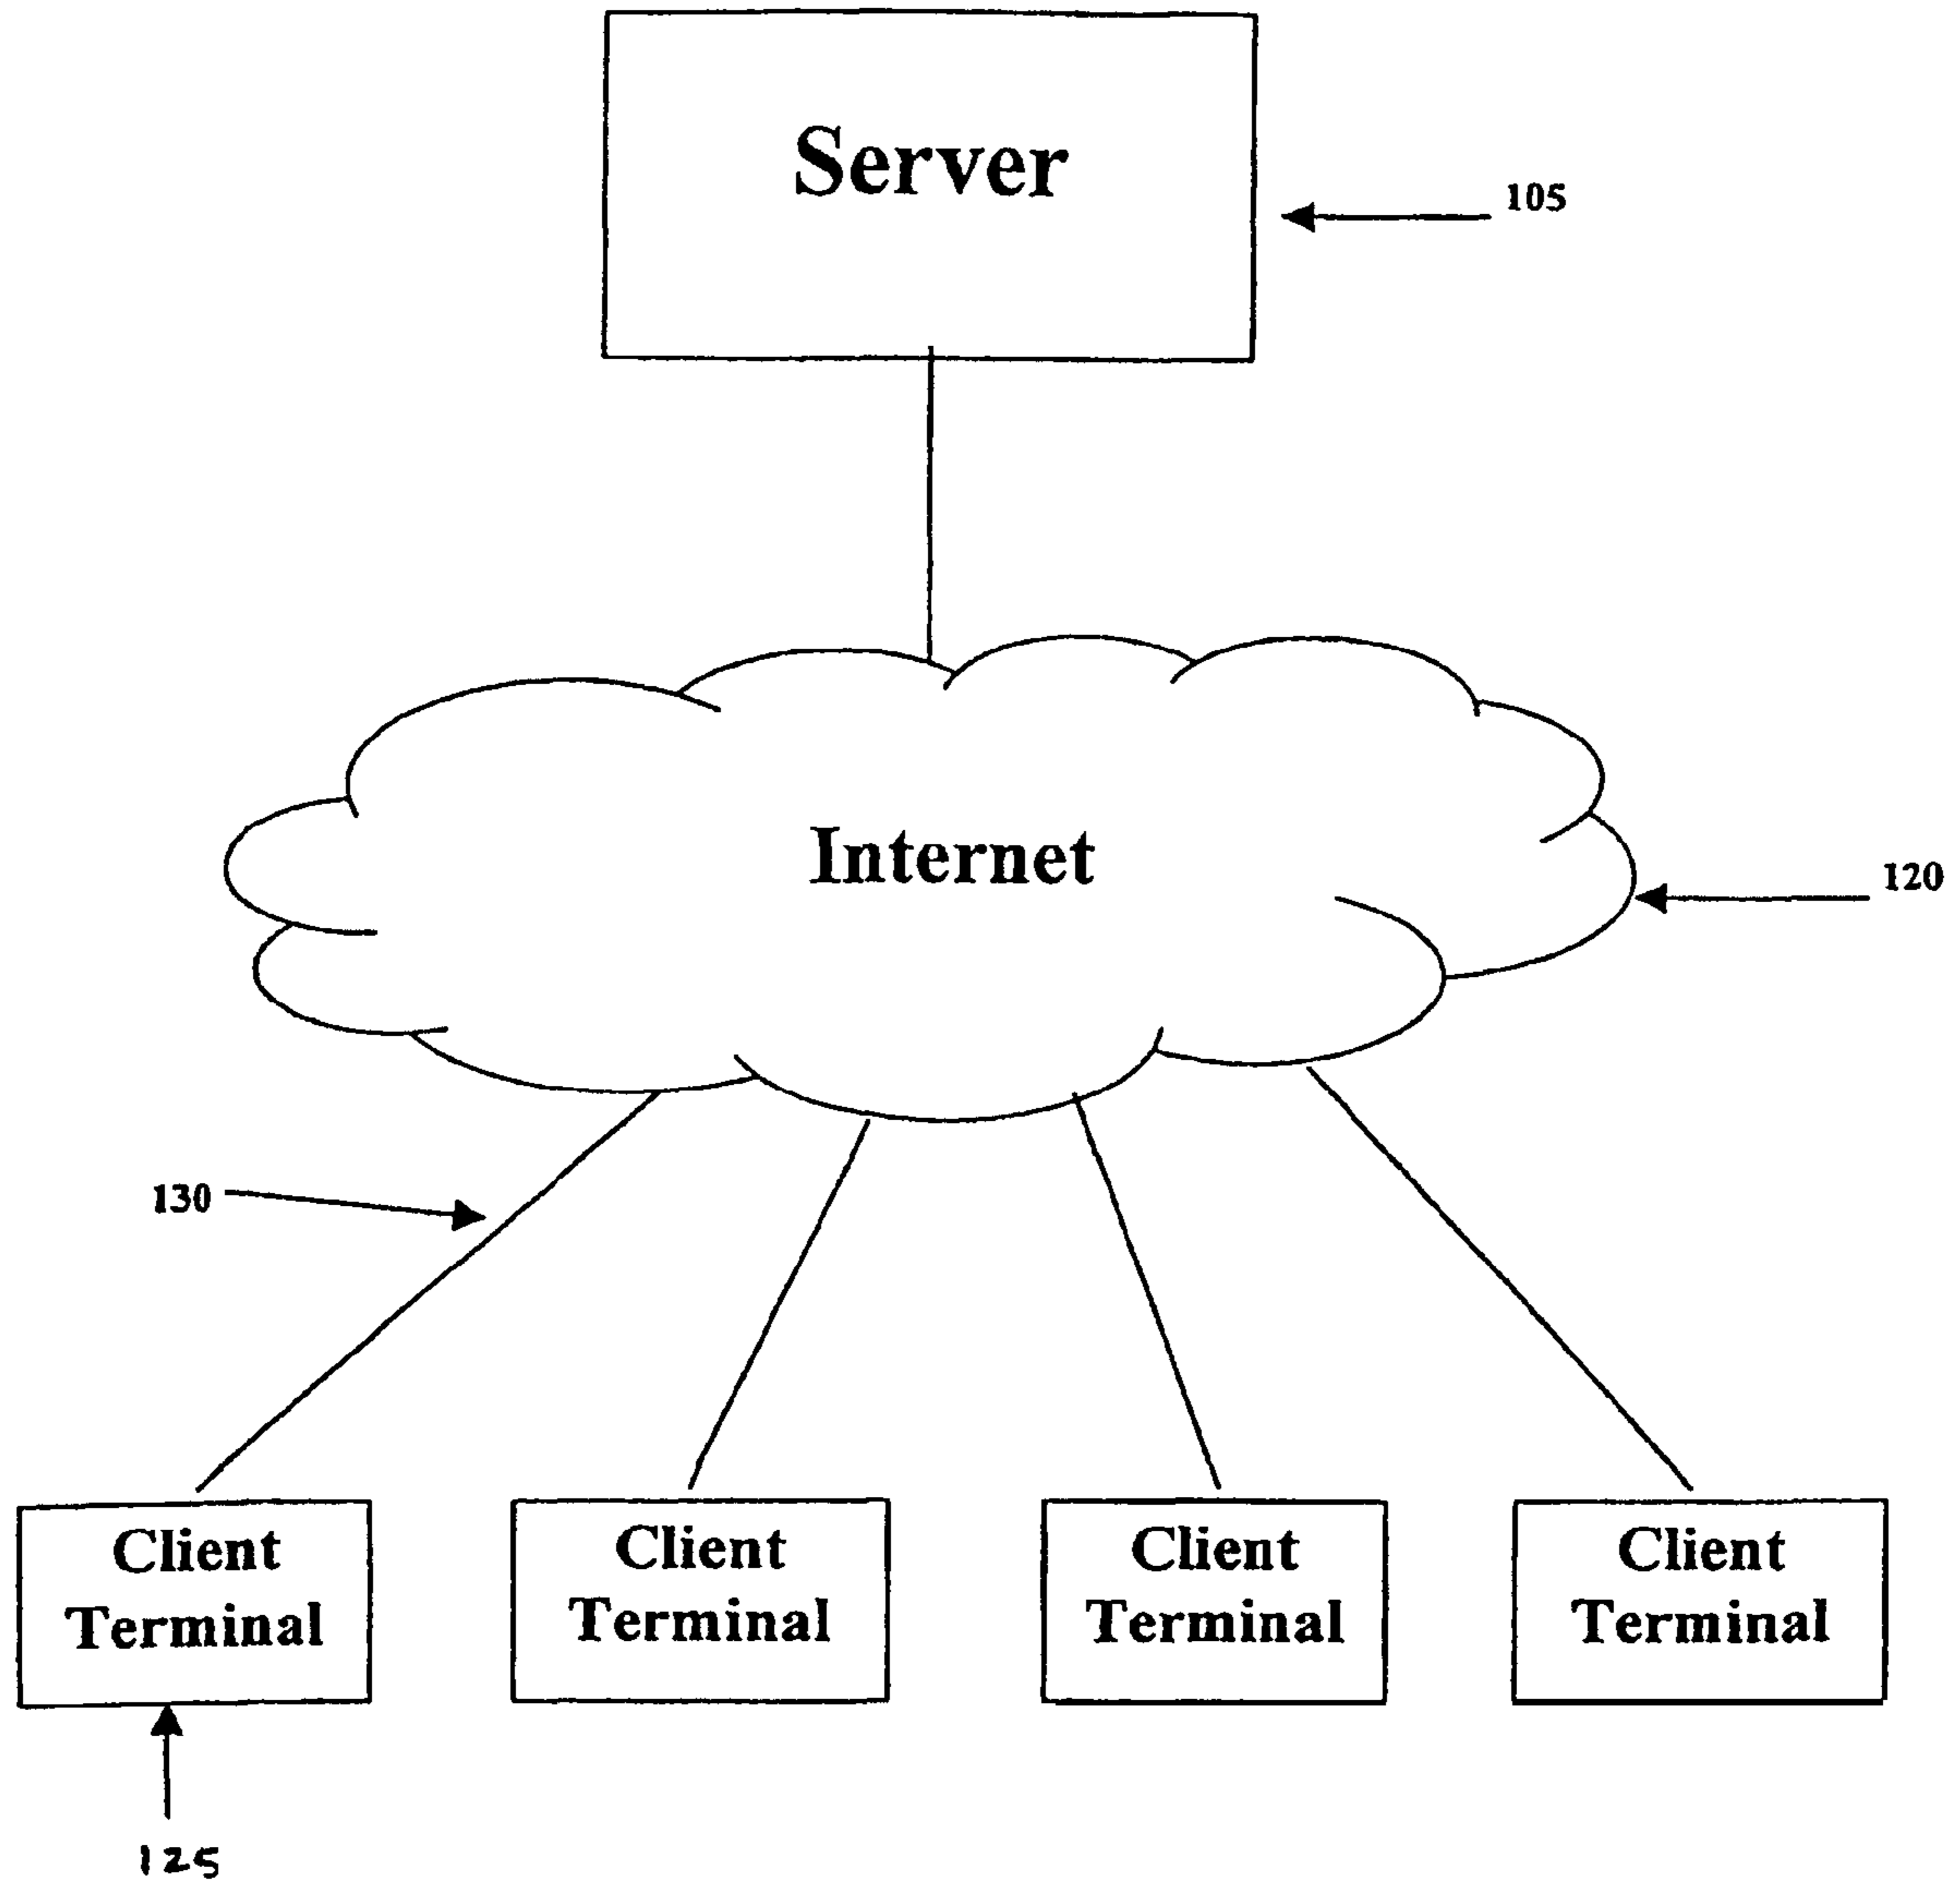 Server
105
Internet
120
130
Client
Terminal
Client
Terminal
Client
Terminal
Client
Terminal
125